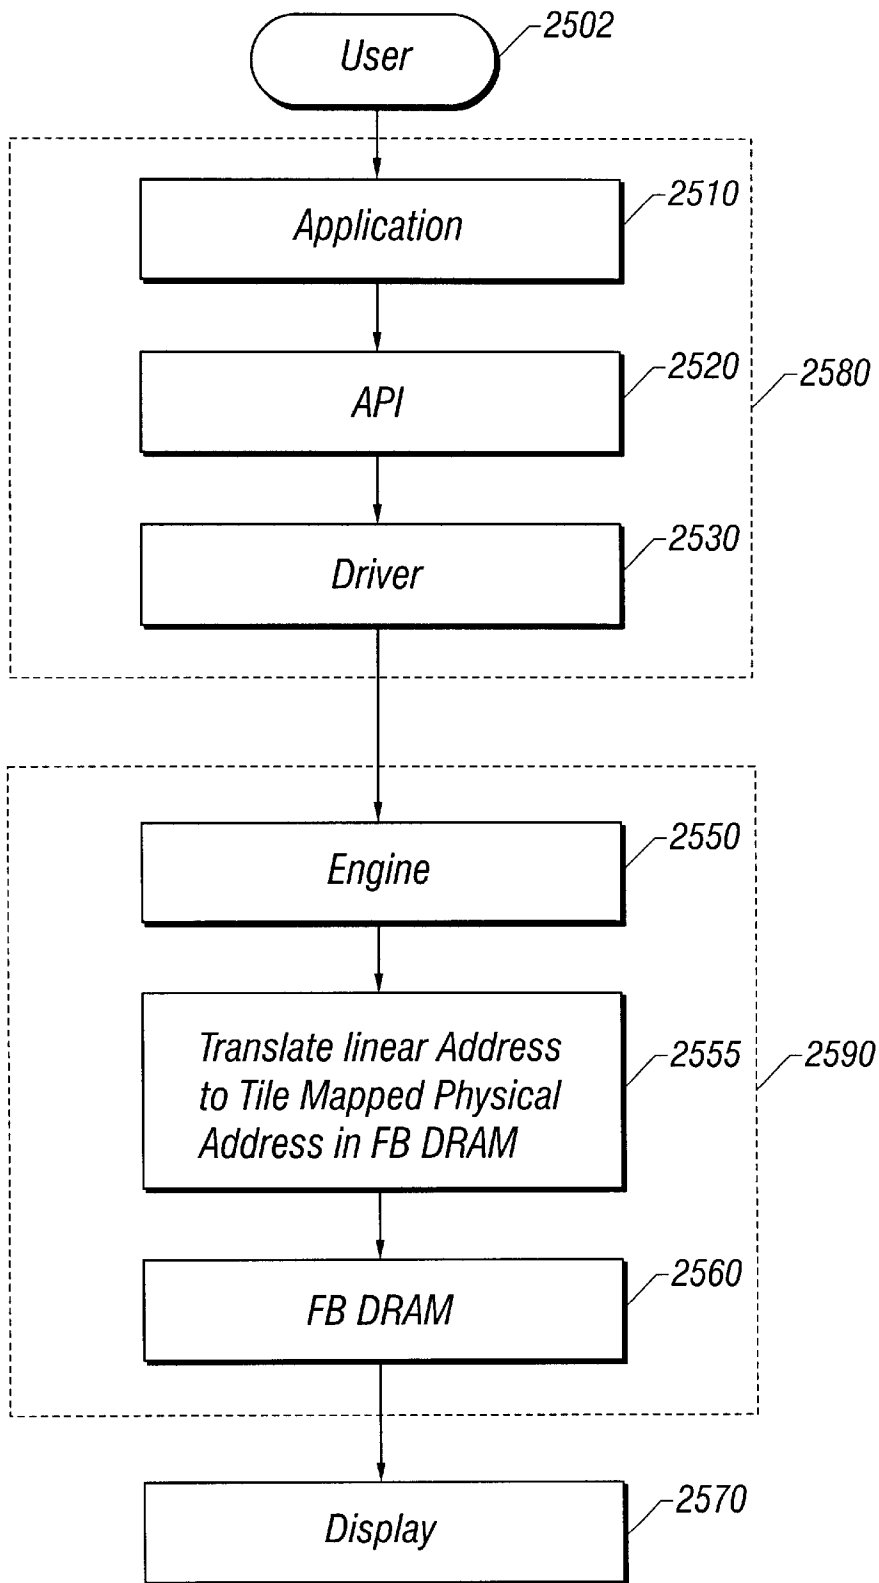 User
2502
Application
2510
API
2520
2580
Driver
2530
Engine
2550
Translate linear Address
to Tile Mapped Physical
Address in FB DRAM
2555
2590
FB DRAM
2560
Display
2570